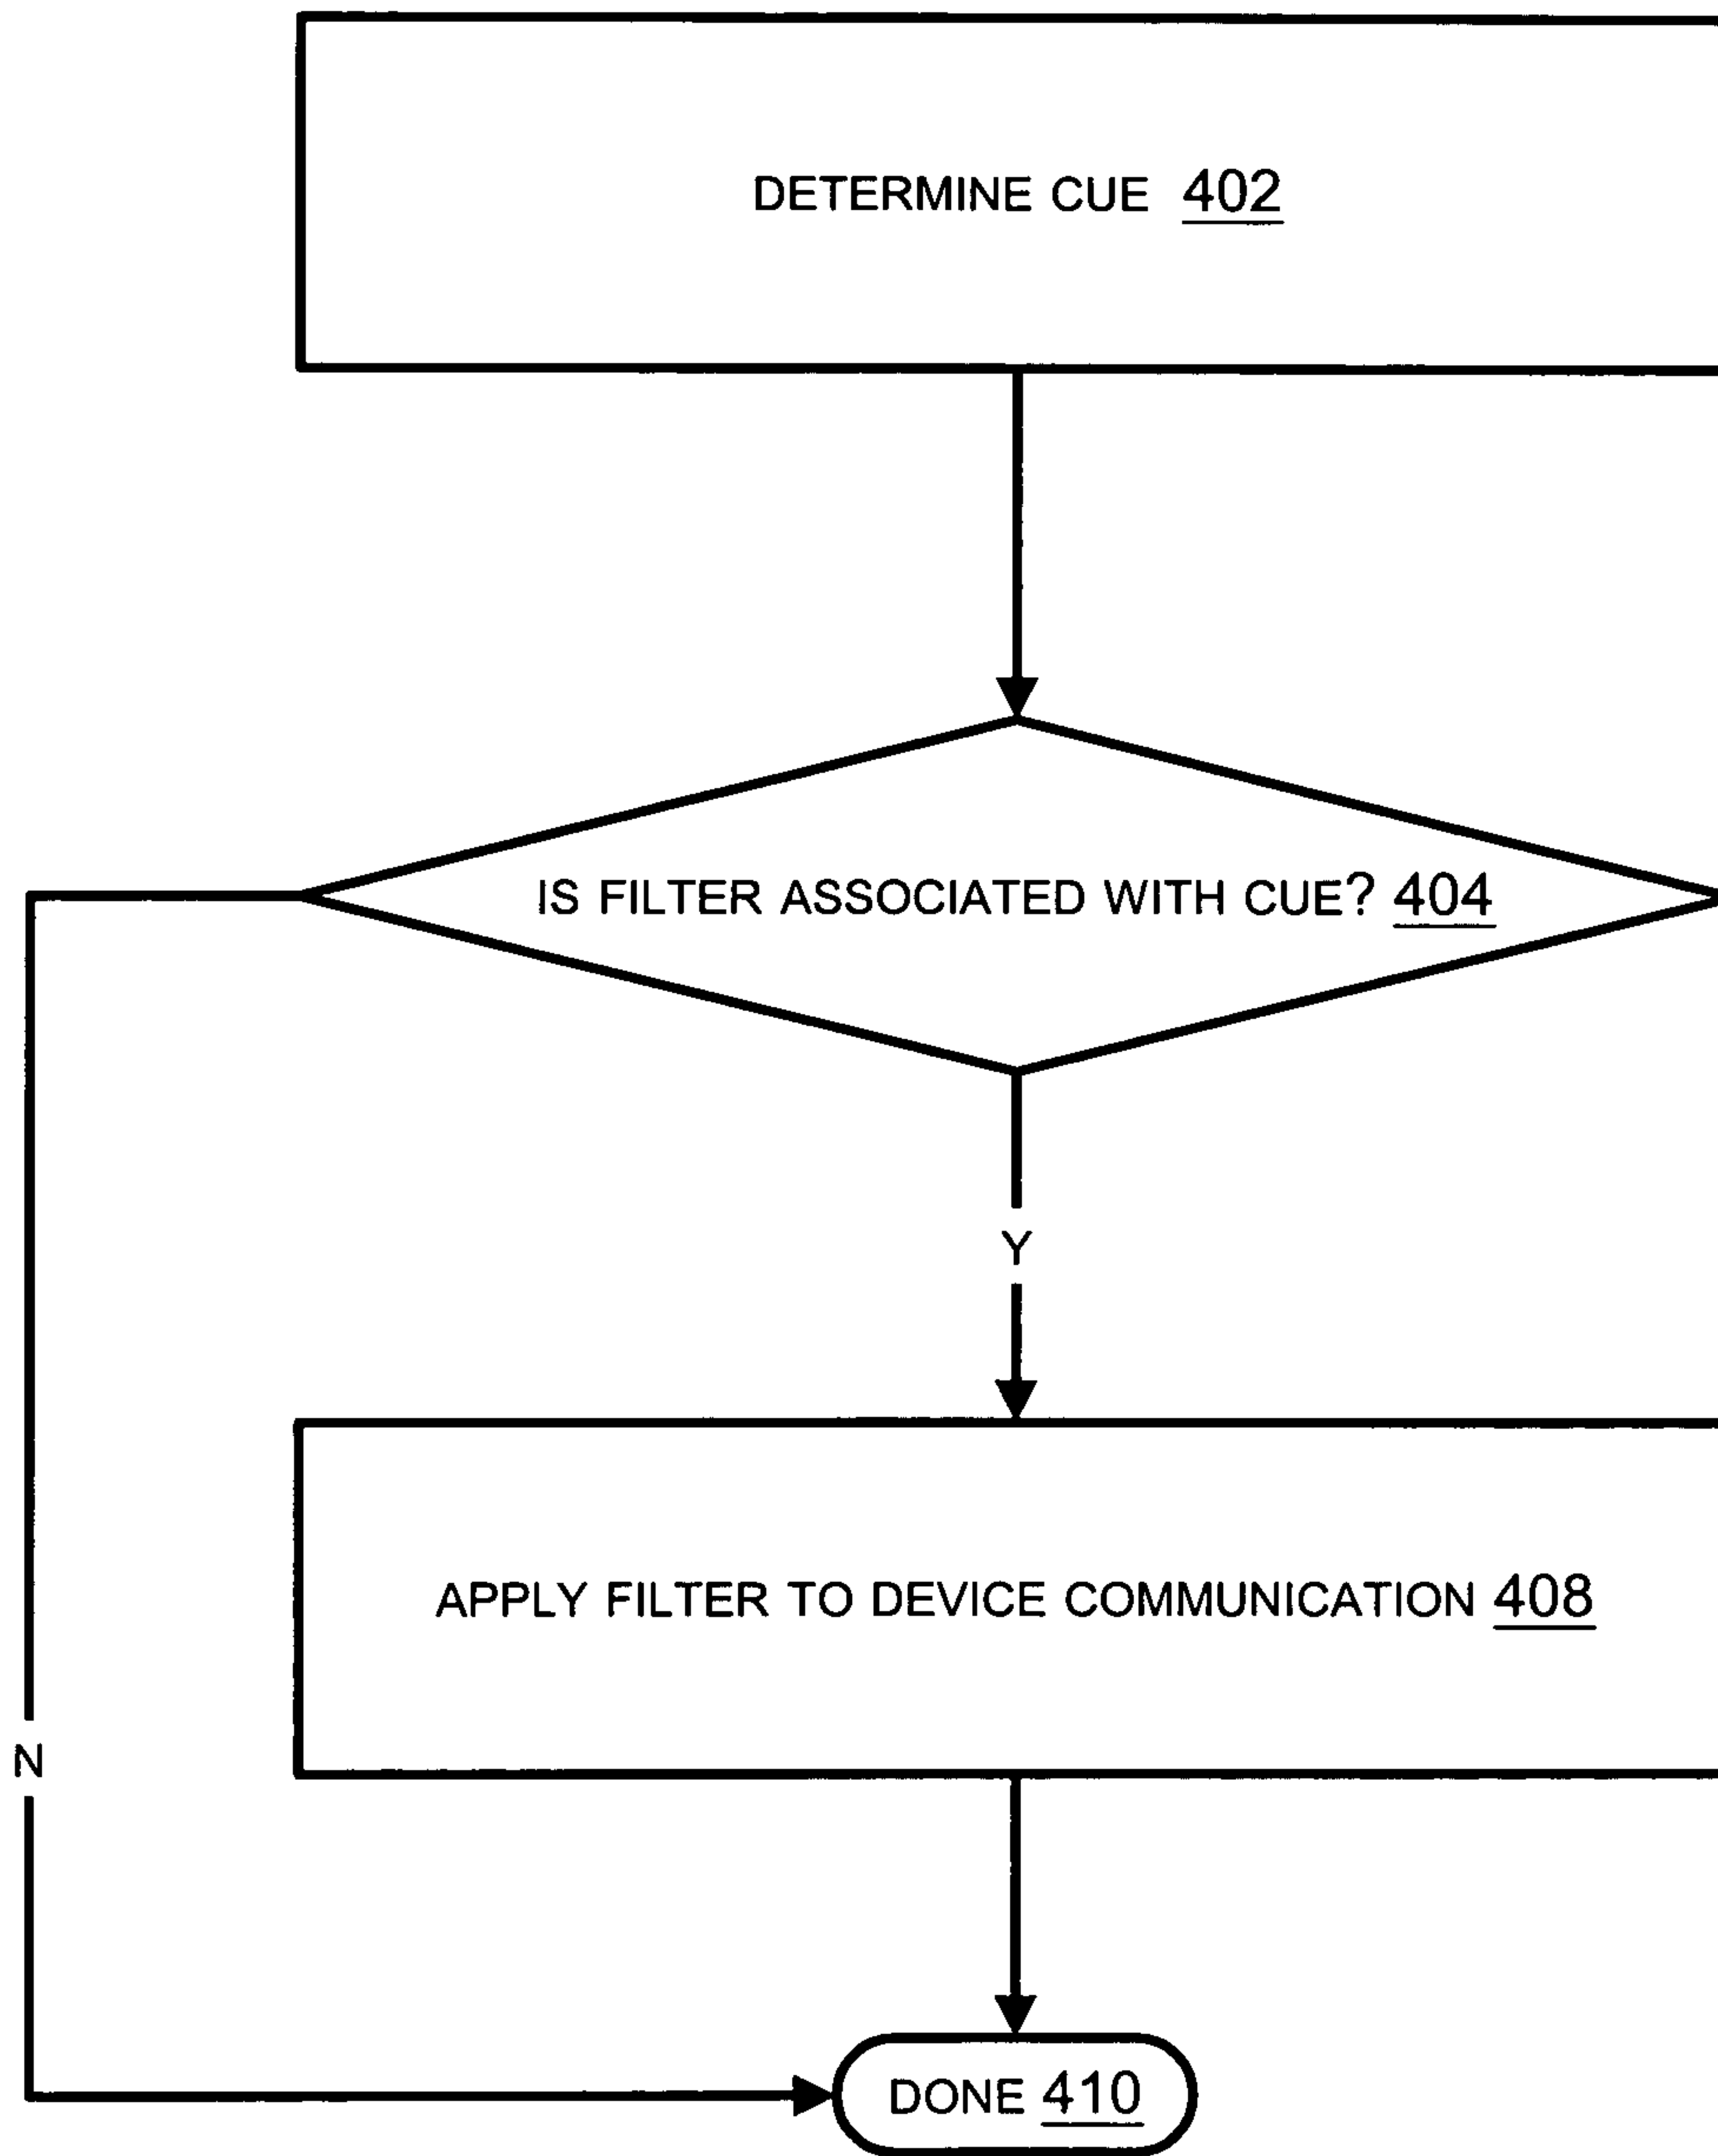 DETERMINE CUE 402
IS FILTER ASSOCIATED WITH CUE? 404
Y
APPLY FILTER TO DEVICE COMMUNICATION 408
N
DONE 410